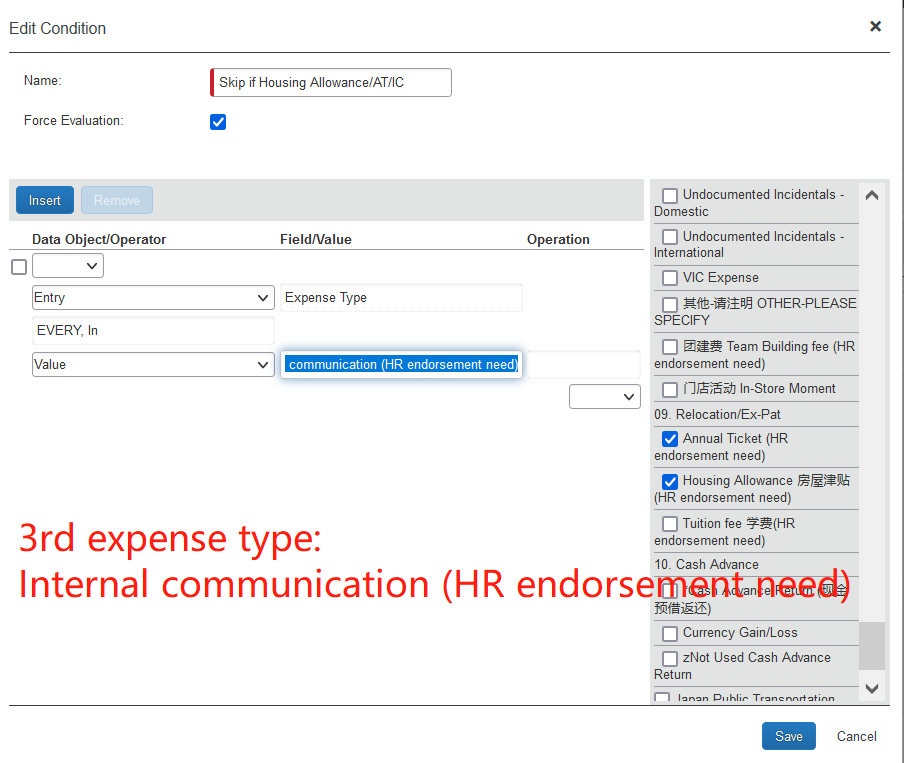 Edit Condition
Name:
Skip if Housing Allowance/AT/IC
Force Evaluation:
Insert
Remove
Data Object/Operator
Field/Value
Operation
Entry
Expense Type
EVERY, In
Value
communication (HR endorsement need)
Undocumented Incidentals -
Domestic
Undocumented Incidentals -
International
VIC Expense
其他-请注明 OTHER-PLEASE
SPECIFY
团建费 Team Building fee (HR
endorsement need)
门店活动 In-Store Moment
09. Relocation/Ex-Pat
Annual Ticket (HR
endorsement need)
Housing Allowance 房屋津贴
(HR endorsement need)
Tuition fee 学费(HR
endorsement need)
10. Cash Advance
*Cash Advance Return (现金
预借返还)
Currency Gain/Loss
zNot Used Cash Advance
Return
Japan Public Transportation
3rd expense type:
Internal communication (HR endorsement need)
Save
Cancel